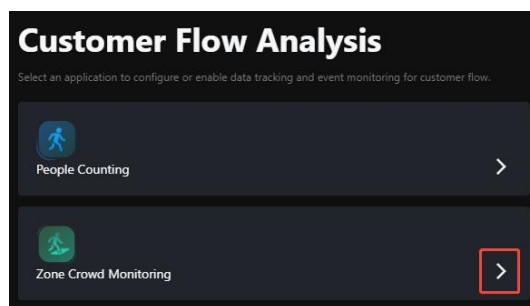 Customer Flow Analysis
Select an application to configure or enable data tracking and event monitoring for customer flow.
People Counting
Zone Crowd Monitoring